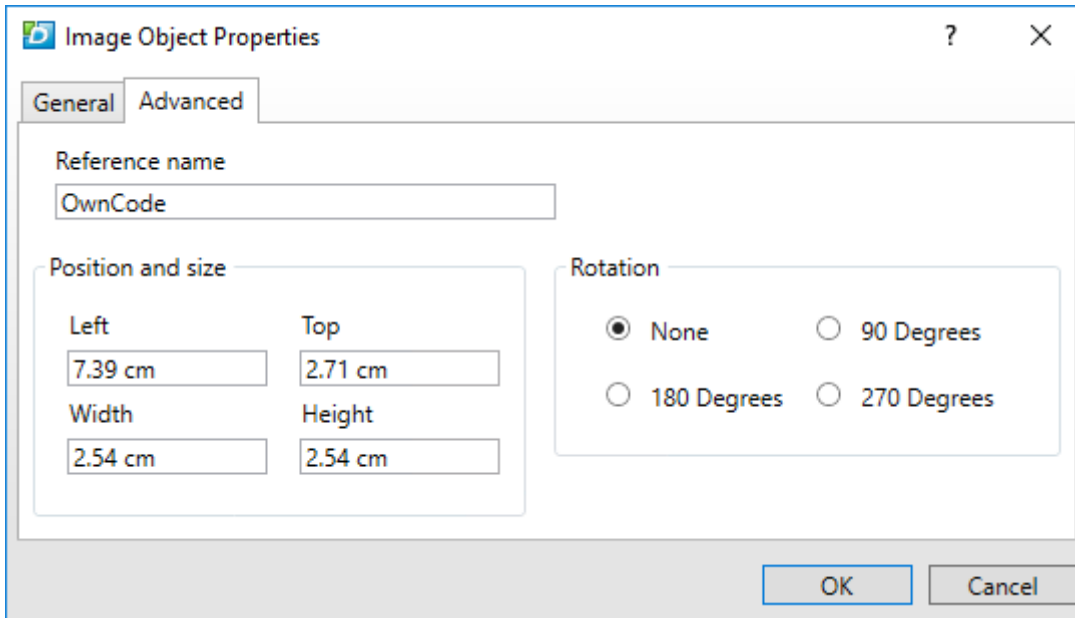 Image Object Properties
?
General Advanced
Reference name
OwnCode
Position and size
Left Top
7.39 cm 2.71 cm
Width Height
2.54 cm 2.54 cm
Rotation
None 90 Degrees
180 Degrees 270 Degrees
OK Cancel